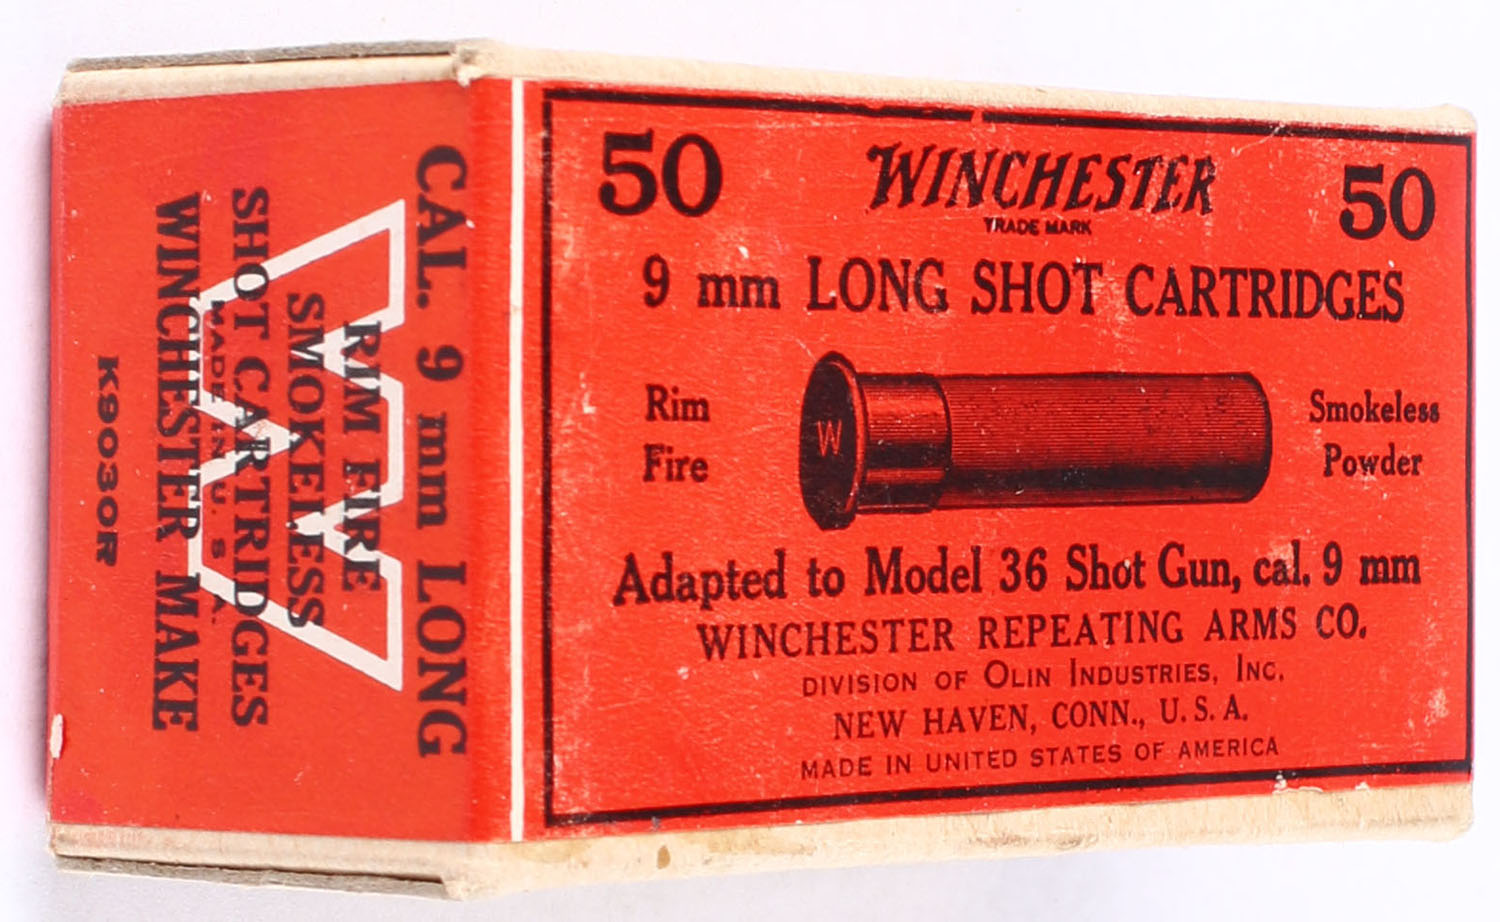 50 WINCHESTER 50
TRADE MARK
9 mm LONG SHOT CARTRIDGES
Rim
Fire
W
Smokeless
Powder
Adapted to Model 36 Shot Gun, cal. 9 mm
WINCHESTER REPEATING ARMS CO.
DIVISION OF OLIN INDUSTRIES, INC.
NEW HAVEN, CONN., U. S. A.
MADE IN UNITED STATES OF AMERICA
CAL. 9 mm LONG
W
RIM FIRE
SMOKELESS
SHOT CARTRIDGES
MADE IN U. S. A.
WINCHESTER MAKE
K9030R